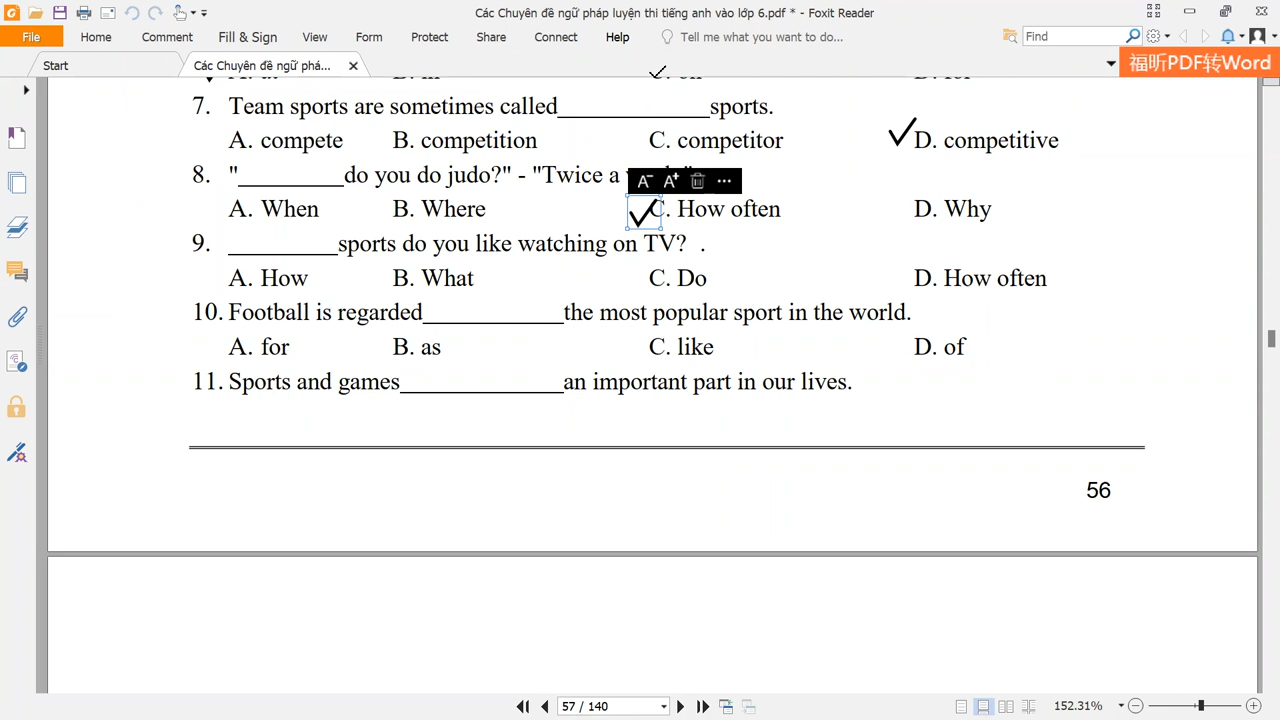 Các Chuyên đề ngữ pháp luyện thi tiếng anh vào lớp 6.pdf * - Foxit Reader
File Home Comment Fill & Sign View Form Protect Share Connect Help Tell me what you want to do... Find
Start Các Chuyên đề ngữ phá... 福昕PDF转Word
7. Team sports are sometimes called_____________sports.
A. compete B. competition C. competitor D. competitive
8. "_________do you do judo?" - "Twice a
A. When B. Where C. How often D. Why
9. _________sports do you like watching on TV? .
A. How B. What C. Do D. How often
10. Football is regarded____________the most popular sport in the world.
A. for B. as C. like D. of
11. Sports and games______________an important part in our lives.
56
57 / 140 152.31%